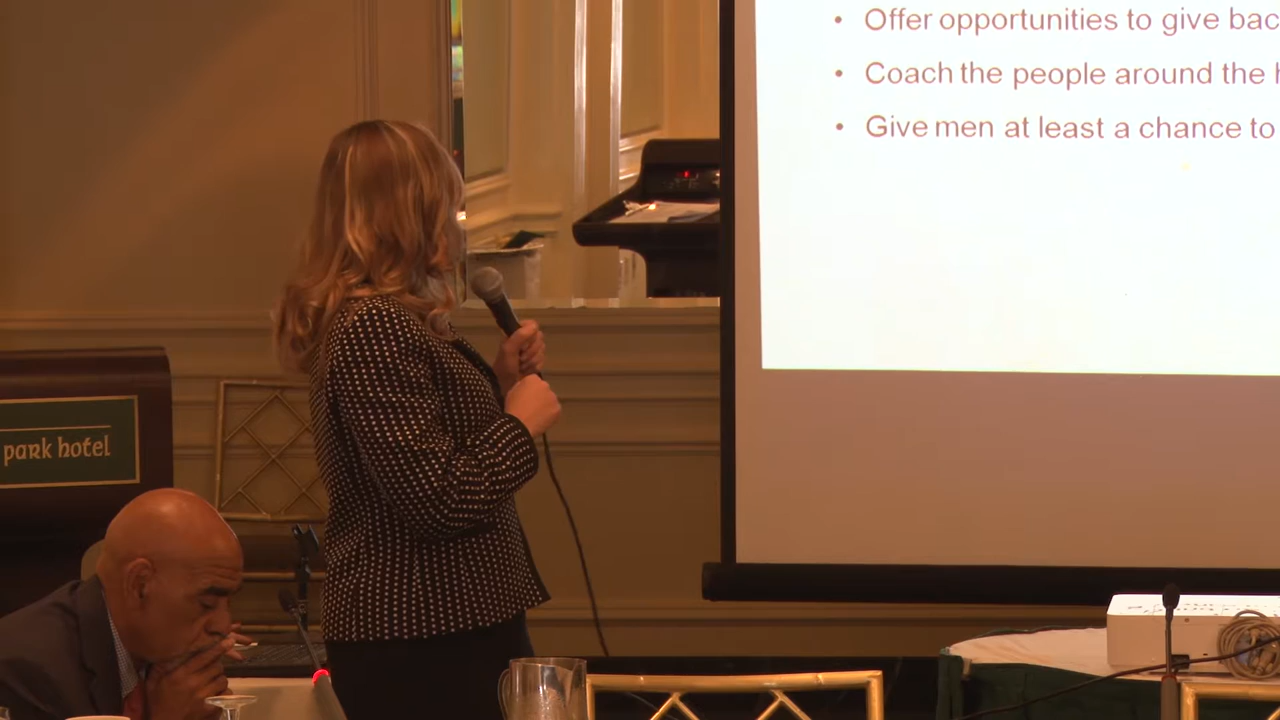 Offer opportunities to give bac
Coach the people around the
Give men at least a chance to
park hotel